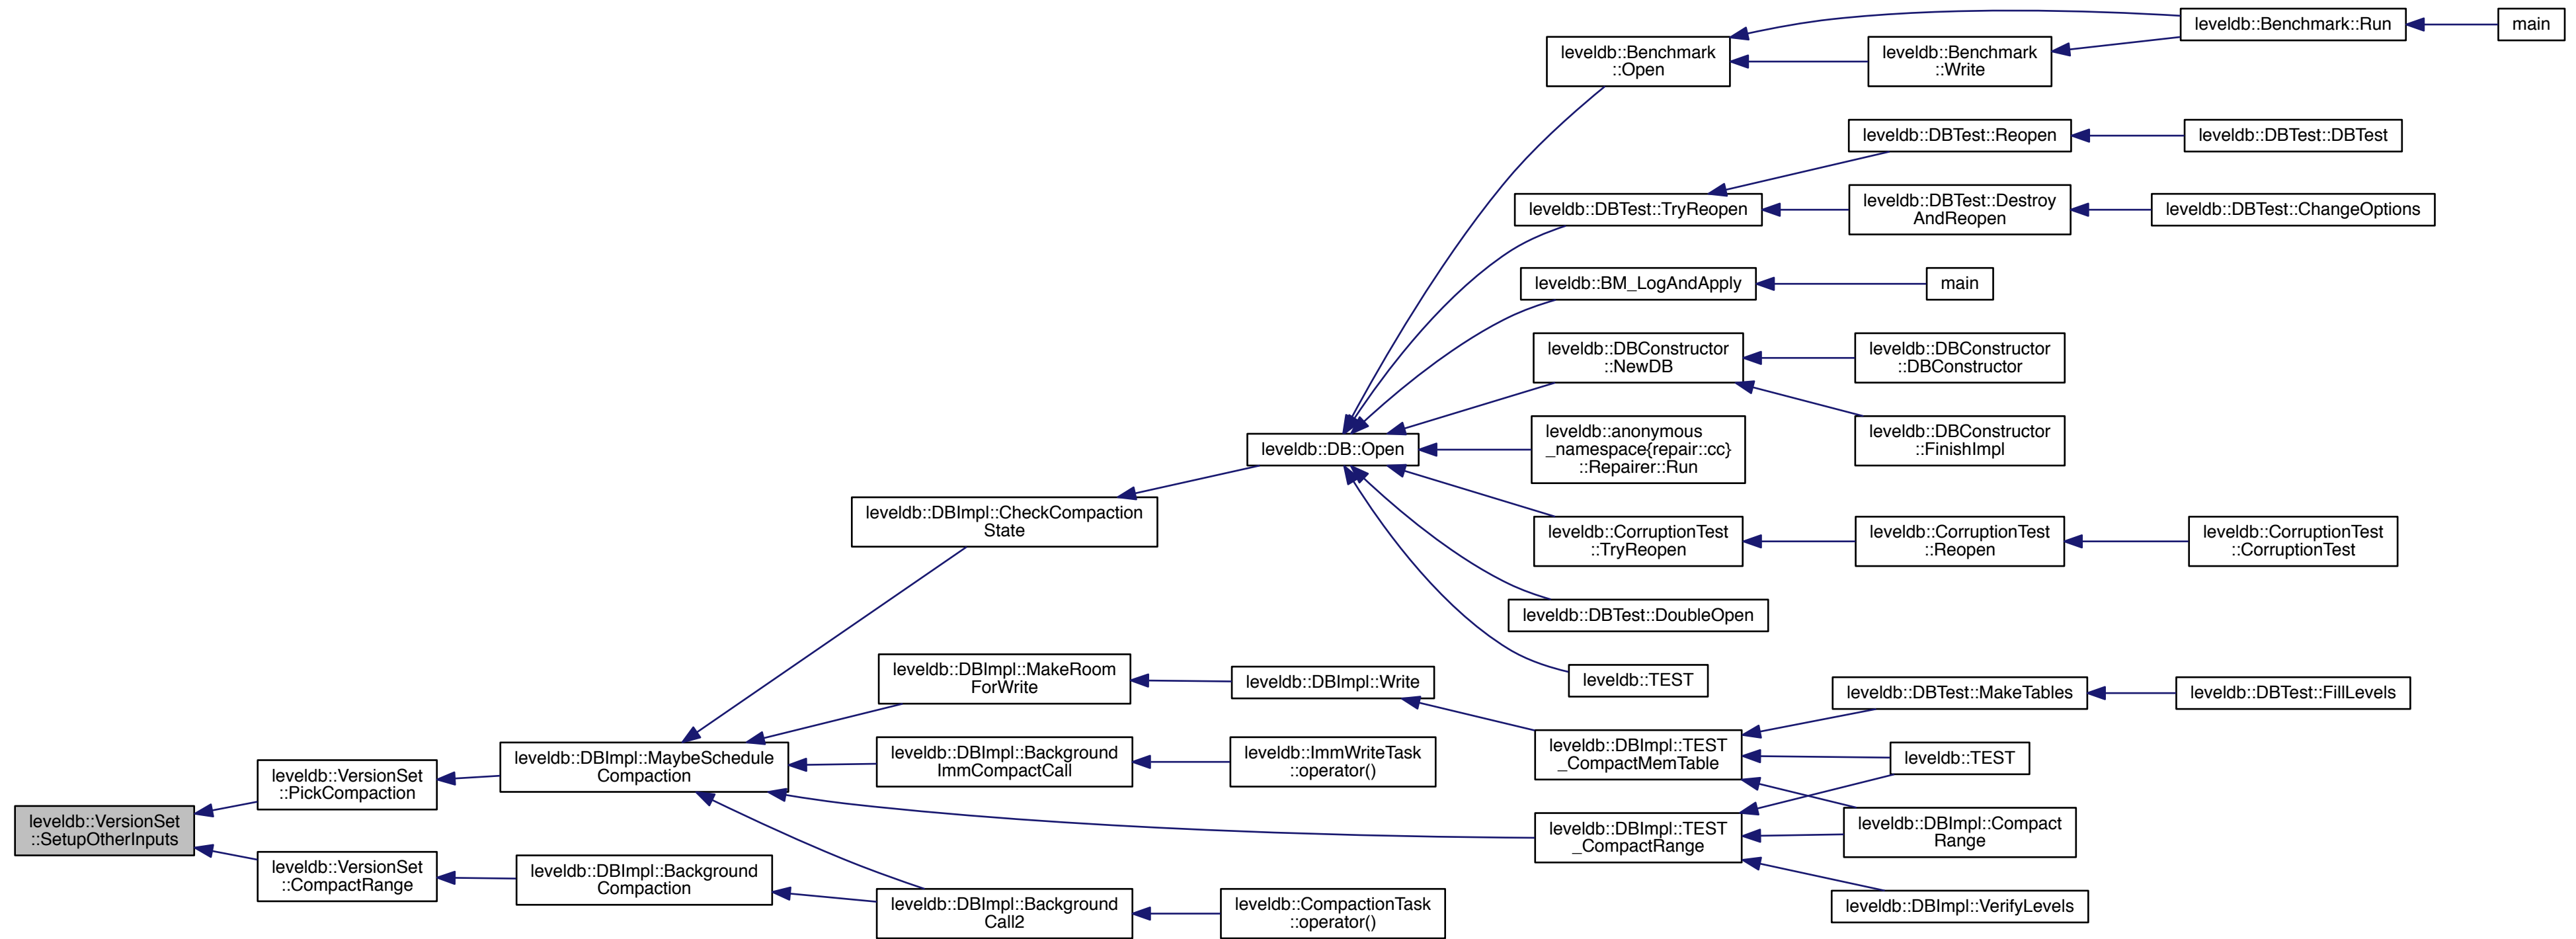 leveldb::Benchmark::Run
main
leveldb::Benchmark
::Open
leveldb::Benchmark
::Write
leveldb::DBTest::Reopen
leveldb::DBTest::DBTest
leveldb::DBTest::TryReopen
leveldb::DBTest::Destroy
AndReopen
leveldb::DBTest::ChangeOptions
leveldb::BM_LogAndApply
main
leveldb::DBConstructor
::NewDB
leveldb::DBConstructor
::DBConstructor
leveldb::DBConstructor
::FinishImpl
leveldb::DB::Open
leveldb::anonymous
_namespace{repair::cc}
::Repairer::Run
leveldb::DBImpl::CheckCompaction
State
leveldb::CorruptionTest
::TryReopen
leveldb::CorruptionTest
::Reopen
leveldb::CorruptionTest
::CorruptionTest
leveldb::DBTest::DoubleOpen
leveldb::TEST
leveldb::DBImpl::MakeRoom
ForWrite
leveldb::DBImpl::Write
leveldb::DBTest::MakeTables
leveldb::DBTest::FillLevels
leveldb::DBImpl::MaybeSchedule
Compaction
leveldb::DBImpl::Background
ImmCompactCall
leveldb::ImmWriteTask
::operator()
leveldb::DBImpl::TEST
_CompactMemTable
leveldb::TEST
leveldb::VersionSet
::PickCompaction
leveldb::VersionSet
::SetupOtherInputs
leveldb::DBImpl::TEST
_CompactRange
leveldb::DBImpl::Compact
Range
leveldb::VersionSet
::CompactRange
leveldb::DBImpl::Background
Compaction
leveldb::DBImpl::Background
Call2
leveldb::CompactionTask
::operator()
leveldb::DBImpl::VerifyLevels